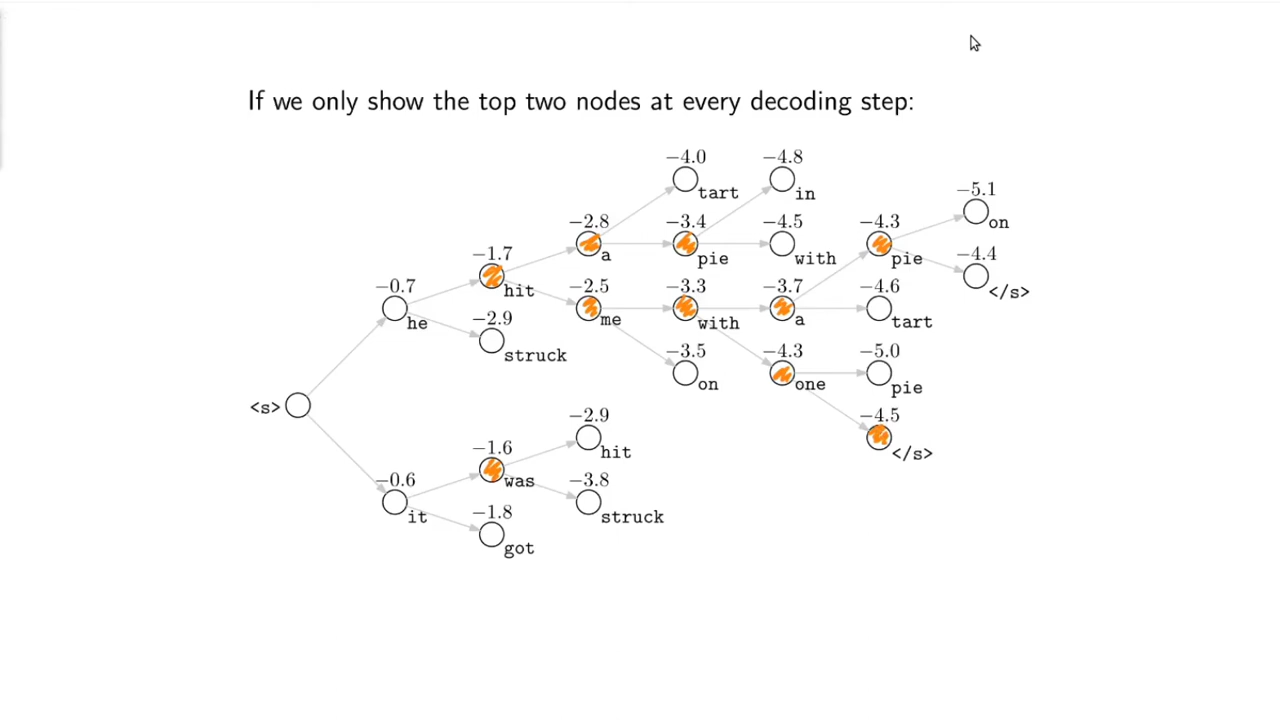 If we only show the top two nodes at every decoding step:
−4.0 −4.8
tart in
−5.1
on
−2.8 −3.4 −4.5 −4.3
a pie with pie
−1.7 −4.4
hit </s>
−0.7 −2.5 −3.3 −3.7 −4.6
he me with a tart
−2.9
struck
−3.5 −4.3 −5.0
on one pie
<s>
−2.9 −4.5
hit </s>
−1.6
was
−0.6 −3.8
it struck
−1.8
got